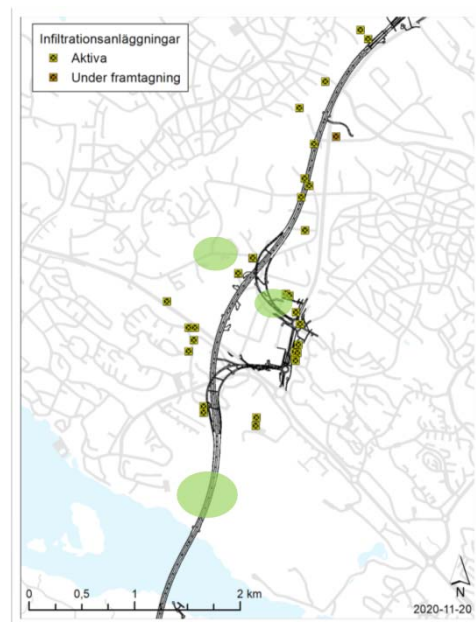 Infiltrationsanläggningar
Aktiva
Under framtagning
0 0,5 1 2 km
N
2020-11-20